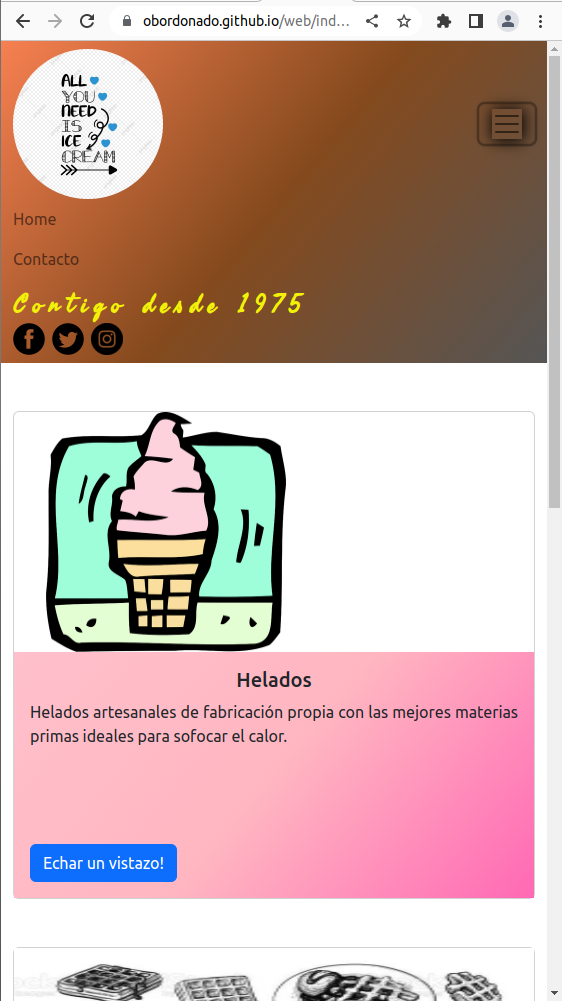 obordonado.github.io/web/ind...
ALL
YOU
NEED
IS
ICE
CREAM
Home
Contacto
Contigo desde 1975
Helados
Helados artesanales de fabricación propia con las mejores materias
primas ideales para sofocar el calor.
Echar un vistazo!